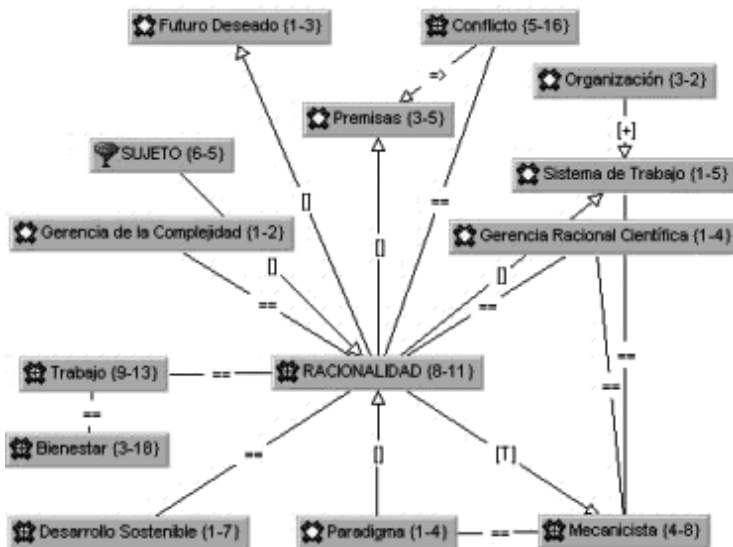 Futuro Deseado {1-3}
Conflicto {5-16}
=>
Organización {3-2}
Premisas {3-5}
[+]
SUJETO {6-5}
Sistema de Trabajo {1-5}
[]
==
Gerencia de la Complejidad {1-2}
Gerencia Racional Científica {1-4}
[]
[]
[]
==
==
Trabajo {9-13}
==
RACIONALIDAD {8-11}
==
==
==
Bienestar {3-18}
==
[]
[T]
Desarrollo Sostenible {1-7}
Paradigma {1-4}
==
Mecanicista {4-8}